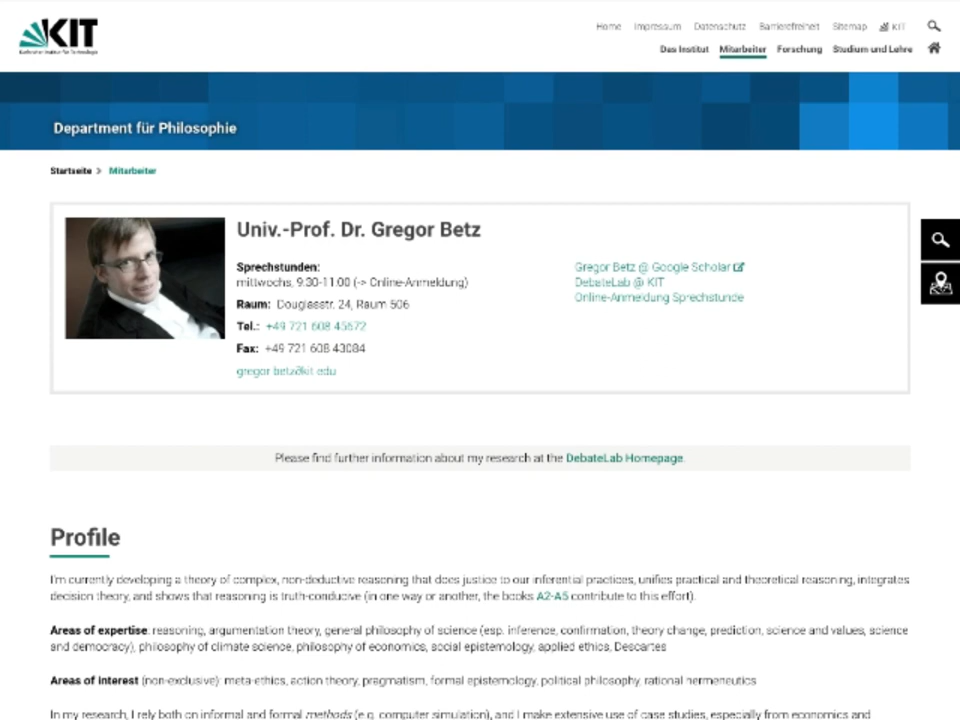 KIT
Karlsruher Institut für Technologie
Home Impressum Datenschutz Barrierefreiheit Sitemap KIT
Das Institut Mitarbeiter Forschung Studium und Lehre
Department für Philosophie
Startseite > Mitarbeiter
Univ.-Prof. Dr. Gregor Betz
Sprechstunden:
mittwochs, 9:30-11:00 (-> Online-Anmeldung)
Raum: Douglasstr. 24, Raum 506
Tel.: +49 721 608 45672
Fax: +49 721 608 43084
gregor betz∂kit edu
Gregor Betz @ Google Scholar
DebateLab @ KIT
Online-Anmeldung Sprechstunde
Please find further information about my research at the DebateLab Homepage.
Profile
I'm currently developing a theory of complex, non-deductive reasoning that does justice to our inferential practices, unifies practical and theoretical reasoning, integrates
decision theory, and shows that reasoning is truth-conducive (in one way or another, the books A2-A5 contribute to this effort).
Areas of expertise: reasoning, argumentation theory, general philosophy of science (esp. inference, confirmation, theory change, prediction, science and values, science
and democracy), philosophy of climate science, philosophy of economics, social epistemology, applied ethics, Descartes
Areas of interest (non-exclusive): meta-ethics, action theory, pragmatism, formal epistemology, political philosophy, rational hermeneutics
In my research, I rely both on informal and formal methods (e.g. computer simulation), and I make extensive use of case studies, especially from economics and